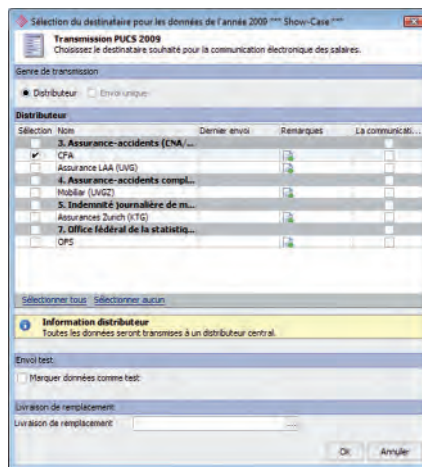 Sélection du destinataire pour les données de l'année 2009 *** Show-Case ***
Transmission PUCS 2009
Choisissez le destinataire souhaité pour la communication électronique des salaires.
Genre de transmission
Distributeur Envoi unique
Distributeur
Sélection Nom Dernier envoi Remarques La communicati...
3. Assurance-accidents (CNA/...
CFA
Assurance LAA (UVG)
4. Assurance-accidents compl...
Mobiliar (UVGZ)
5. Indemnité journalière de m...
Assurances Zurich (KTG)
7. Office fédéral de la statistiq...
OFS
Sélectionner tous Sélectionner aucun
Information distributeur
Toutes les données seront transmises à un distributeur central.
Envoi test
Marquer données comme test
Livraison de remplacement
Livraison de remplacement ...
OK Annuler